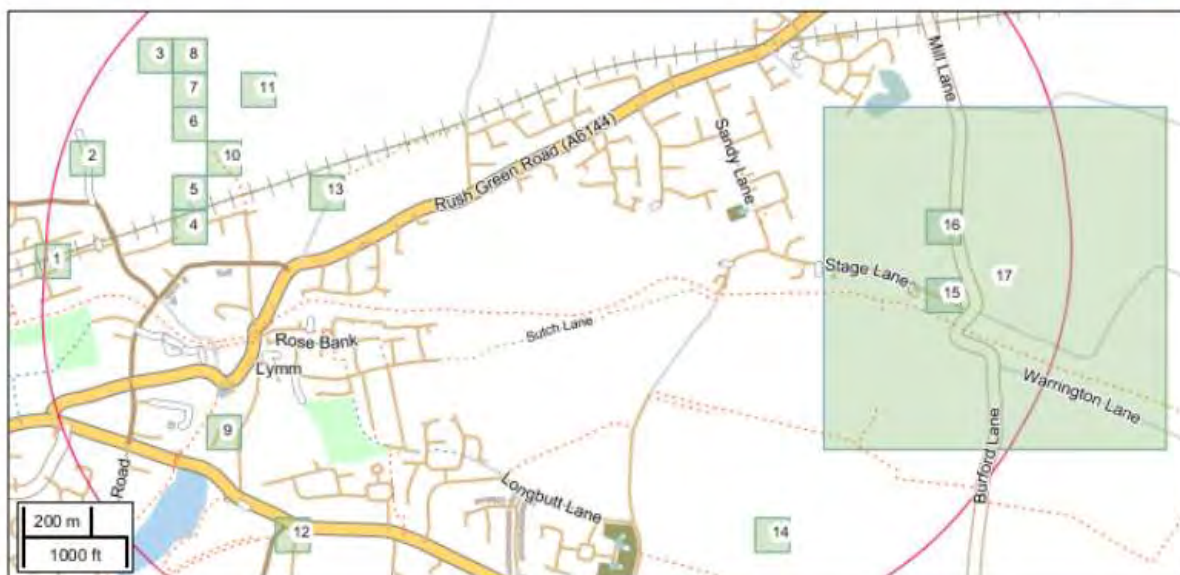 3
8
7
11
6
2
10
5
13
4
1
Mill Lane
Rush Green Road (A6144)
Sandy Lane
16
Stage Lane
15
17
Sutch Lane
Rose Bank
Lymm
Warrington Lane
9
Road
Longbutt Lane
Burford Lane
12
14
200 m
1000 ft